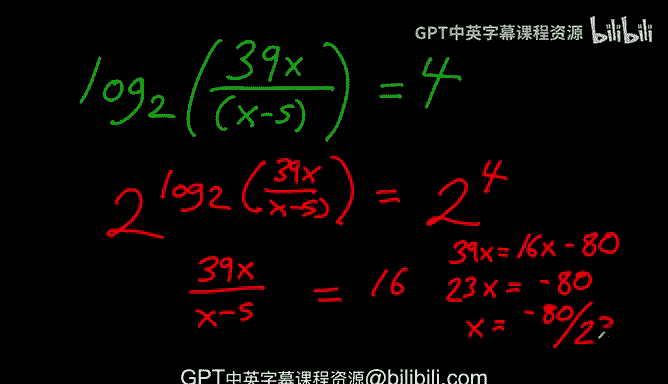 GPT中英字幕课程资源 bilibili
log₂(39x/(x-5)) = 4
2^log₂(39x/(x-5)) = 2^4
39x/(x-5) = 16
39x = 16x - 80
23x = -80
x = -80/23
GPT中英字幕课程资源@bilibili.com